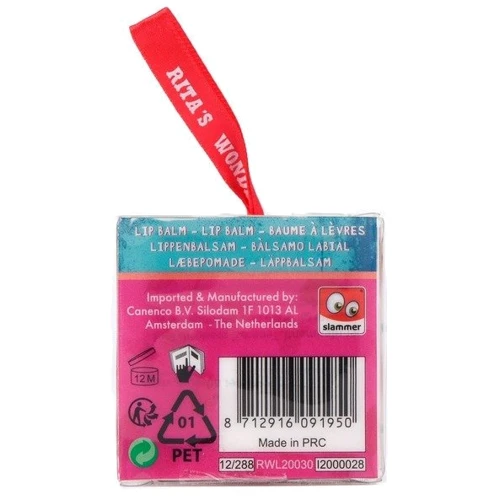 RITA'S WOND
LIP BALM - LIP BALM - BAUME À LÈVRES
LIPPENBALSAM - BÁLSAMO LABIAL
LÆBEPOMADE - LÄPPBALSAM
Imported & Manufactured by:
Canenco B.V. Silodam 1F 1013 AL
Amsterdam - The Netherlands
slammer
12M
01
PET
8 712916 091950
Made in PRC
12/288 RWL20030 I2000028